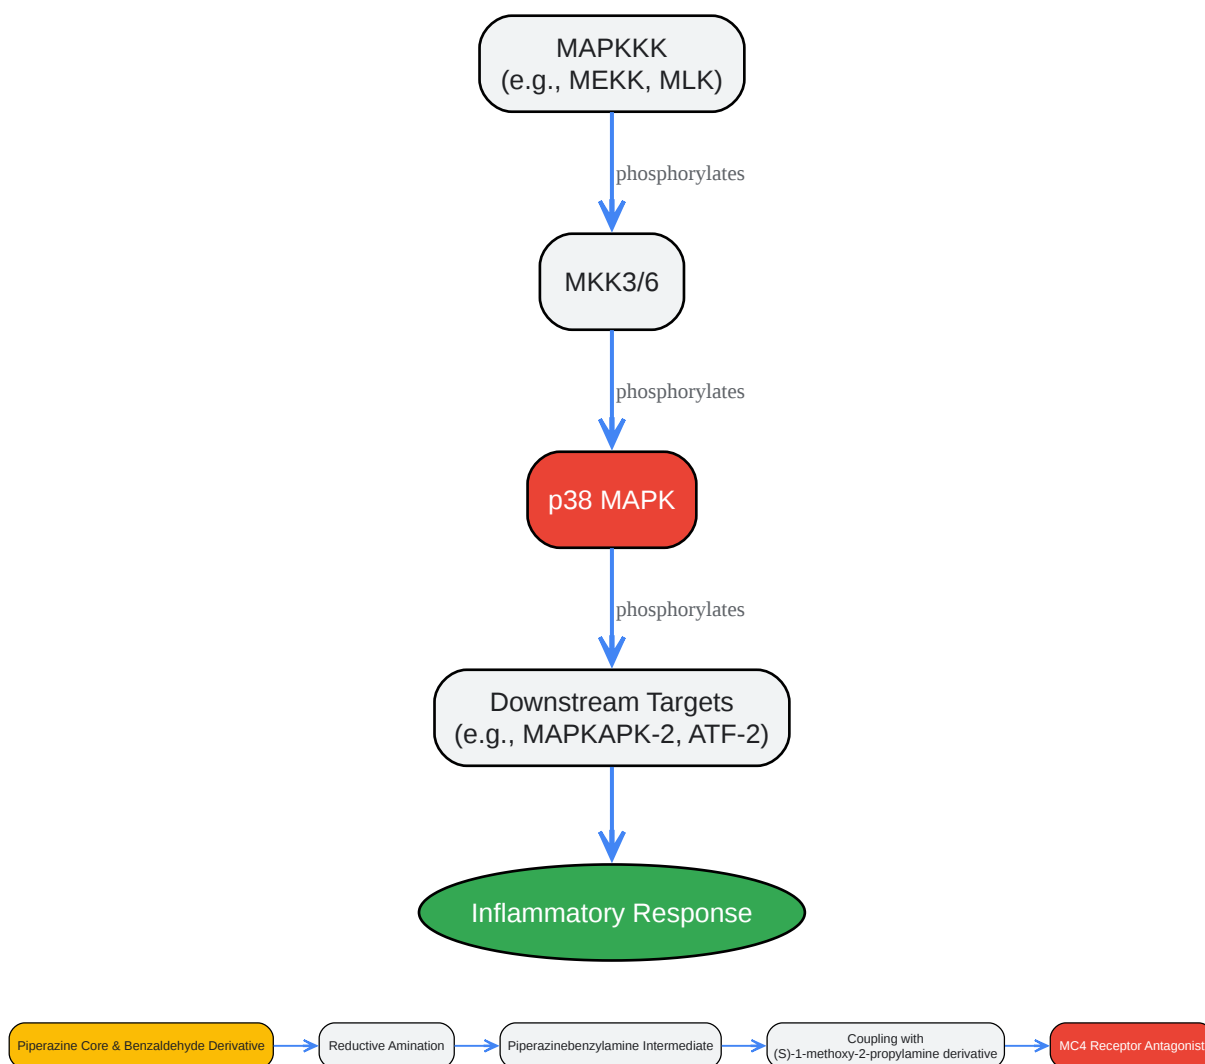 MAPKKK
(e.g., MEKK, MLK)
phosphorylates
MKK3/6
phosphorylates
p38 MAPK
phosphorylates
Downstream Targets
(e.g., MAPKAPK-2, ATF-2)
Inflammatory Response
Piperazine Core & Benzaldehyde Derivative
Reductive Amination
Piperazinebenzylamine Intermediate
Coupling with
(S)-1-methoxy-2-propylamine derivative
MC4 Receptor Antagonist